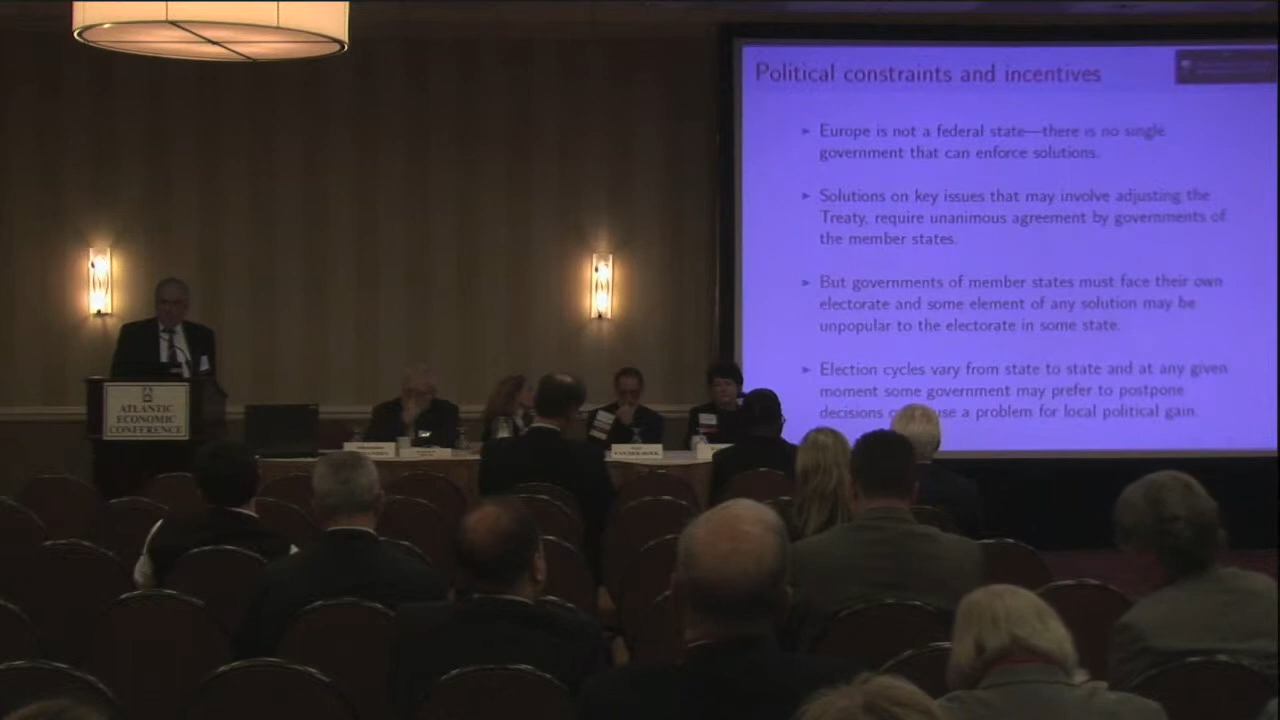 Political constraints and incentives
► Europe is not a federal state—there is no single
government that can enforce solutions.
► Solutions on key issues that may involve adjusting the
Treaty, require unanimous agreement by governments of
the member states.
► But governments of member states must face their own
electorate and some element of any solution may be
unpopular to the electorate in some state.
► Election cycles vary from state to state and at any given
moment some government may prefer to postpone
decisions use a problem for local political gain.
ATLANTIC
ECONOMIC
CONFERENCE